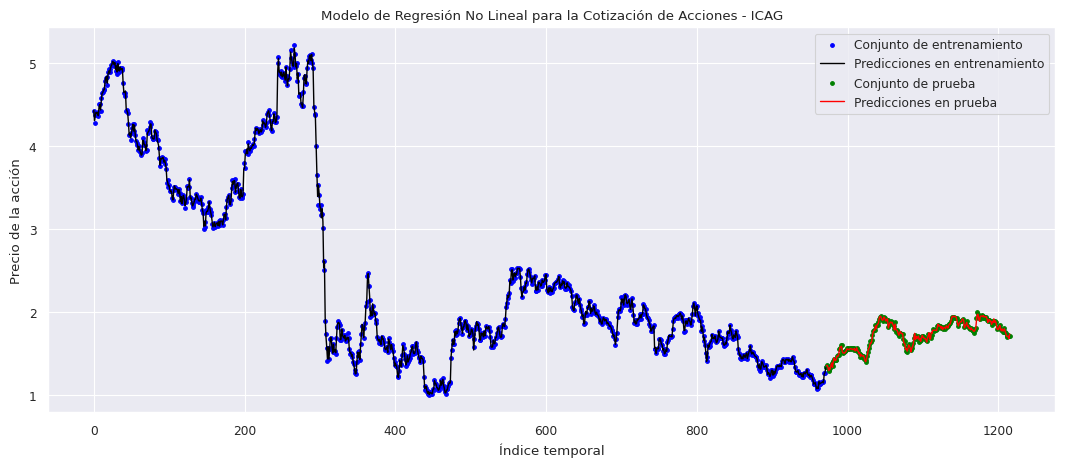 Modelo de Regresión No Lineal para la Cotización de Acciones - ICAG
Conjunto de entrenamiento
Predicciones en entrenamiento
Conjunto de prueba
Predicciones en prueba
Precio de la acción
5
4
3
2
1
0
200
400
600
800
1000
1200
Índice temporal